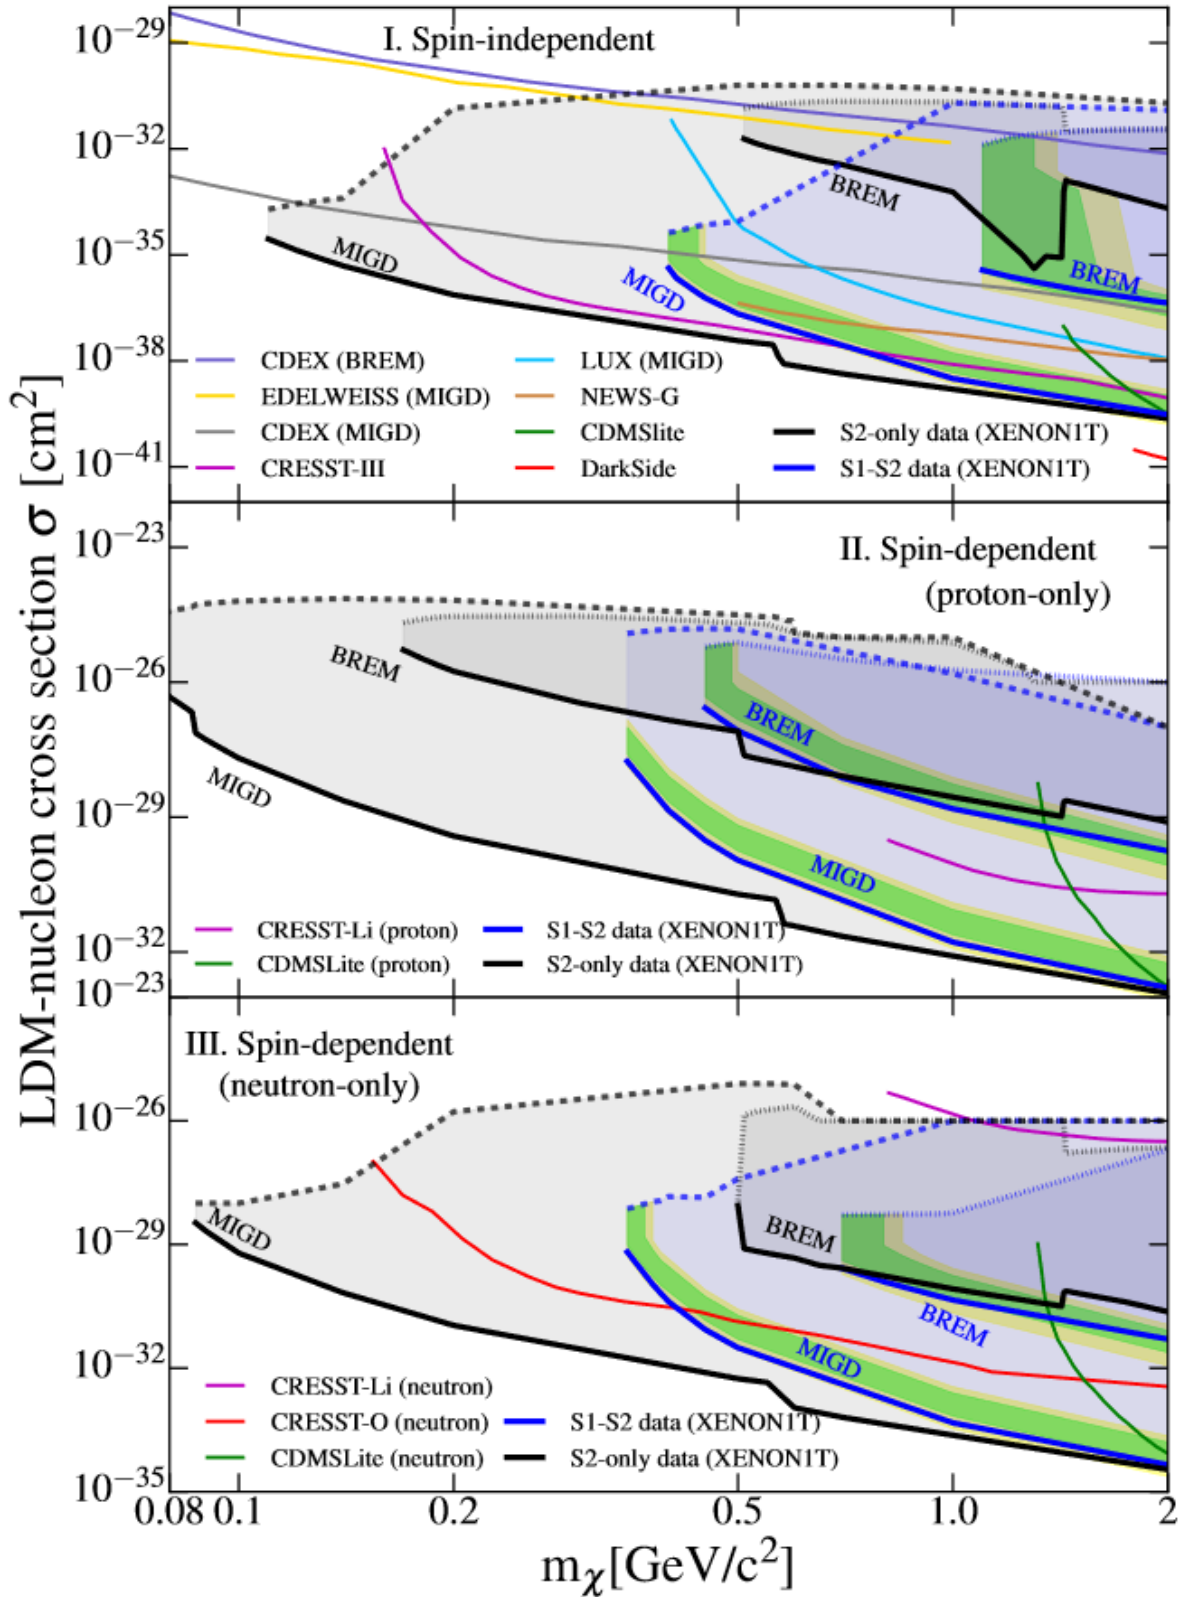 LDM-nucleon cross section σ [cm²]
I. Spin-independent
10⁻²⁹
10⁻³²
10⁻³⁵
10⁻³⁸
10⁻⁴¹
BREM
MIGD
MIGD
BREM
CDEX (BREM)
EDELWEISS (MIGD)
CDEX (MIGD)
CRESST-III
LUX (MIGD)
NEWS-G
CDMSlite
DarkSide
S2-only data (XENON1T)
S1-S2 data (XENON1T)
II. Spin-dependent
(proton-only)
10⁻²³
10⁻²⁶
10⁻²⁹
10⁻³²
BREM
BREM
MIGD
MIGD
CRESST-Li (proton)
CDMSLite (proton)
S1-S2 data (XENON1T)
S2-only data (XENON1T)
III. Spin-dependent
(neutron-only)
10⁻²³
10⁻²⁶
10⁻²⁹
10⁻³²
10⁻³⁵
MIGD
BREM
BREM
MIGD
CRESST-Li (neutron)
CRESST-O (neutron)
CDMSLite (neutron)
S1-S2 data (XENON1T)
S2-only data (XENON1T)
0.08 0.1 0.2 0.5 1.0 2
mᵪ[GeV/c²]